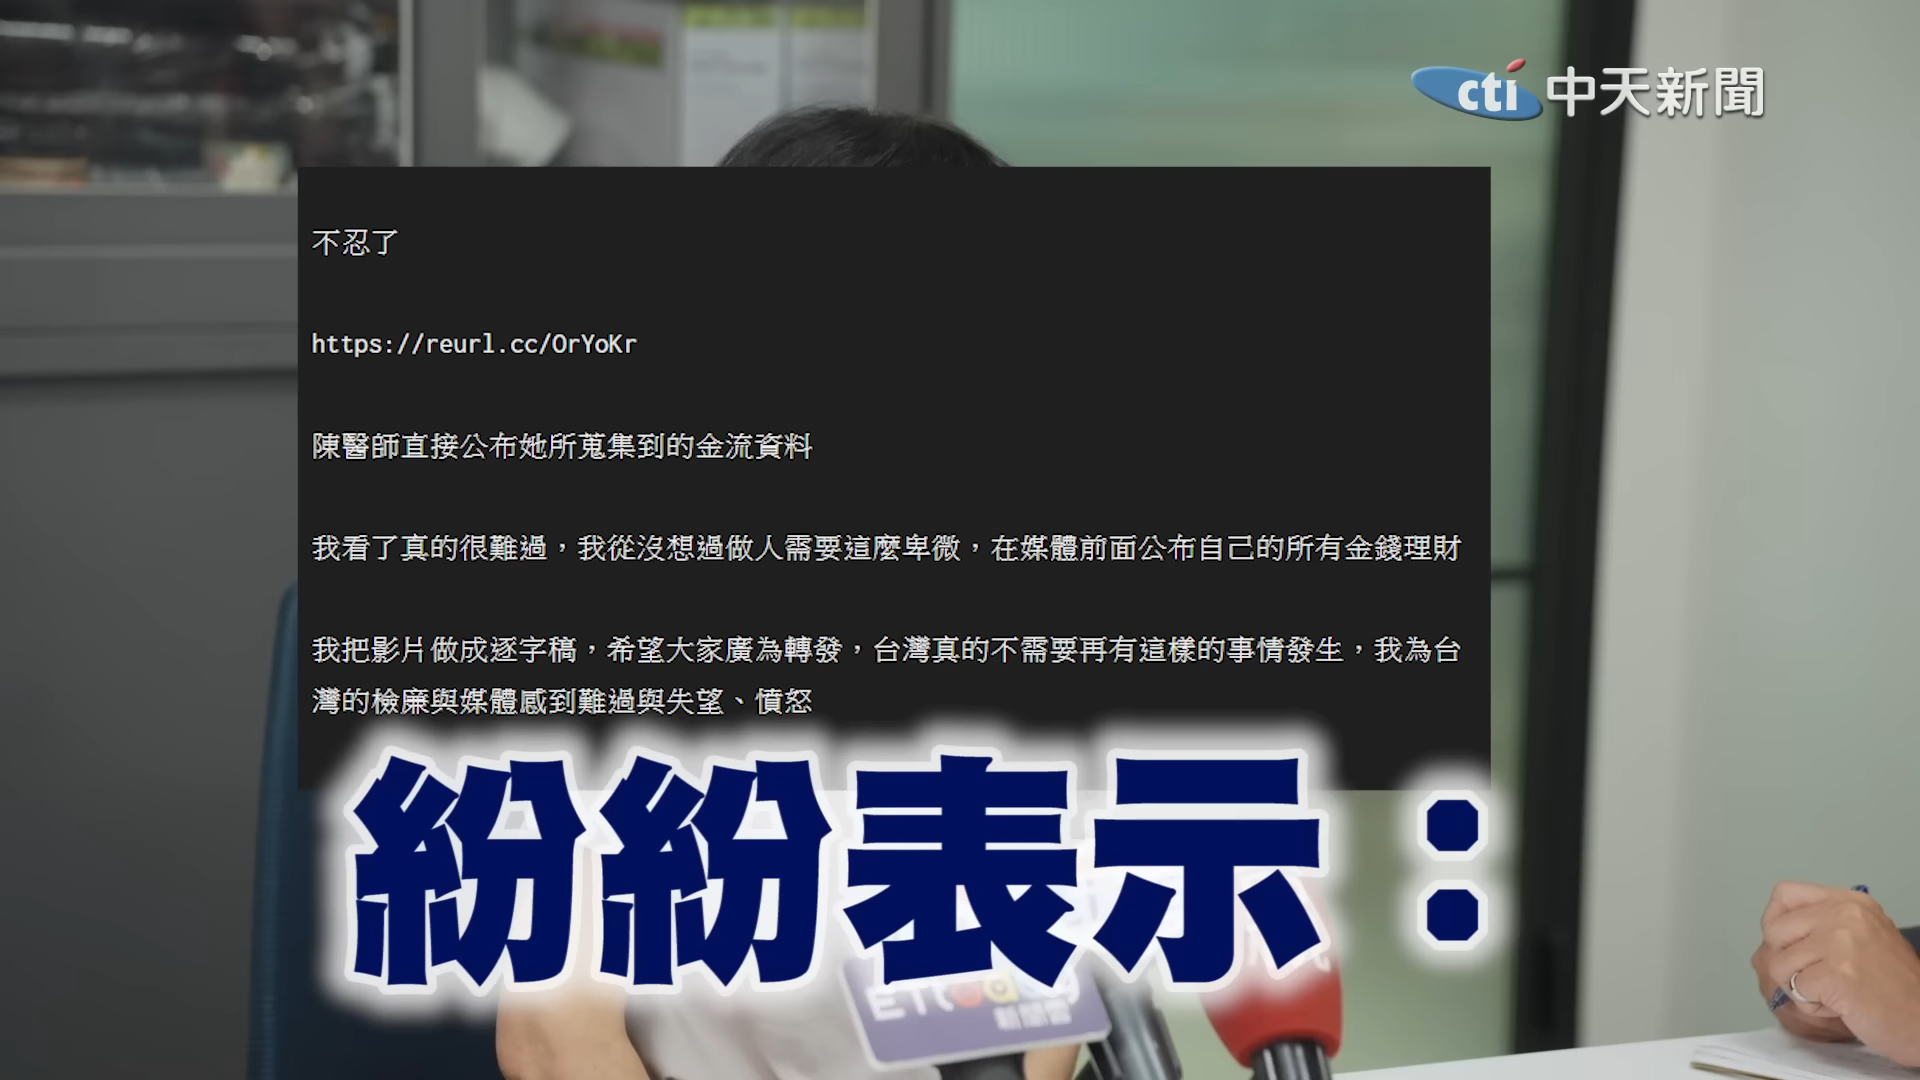 cti 中天新聞
不忍了
https://reurl.cc/OrYoKr
陳醫師直接公布她所蒐集到的金流資料
我看了真的很難過，我從沒想過做人需要這麼卑微，在媒體前面公布自己的所有金錢理財
我把影片做成逐字稿，希望大家廣為轉發，台灣真的不需要再有這樣的事情發生，我為台
灣的檢廉與媒體感到難過與失望、憤怒
紛紛表示：
ETtoday
新聞雲